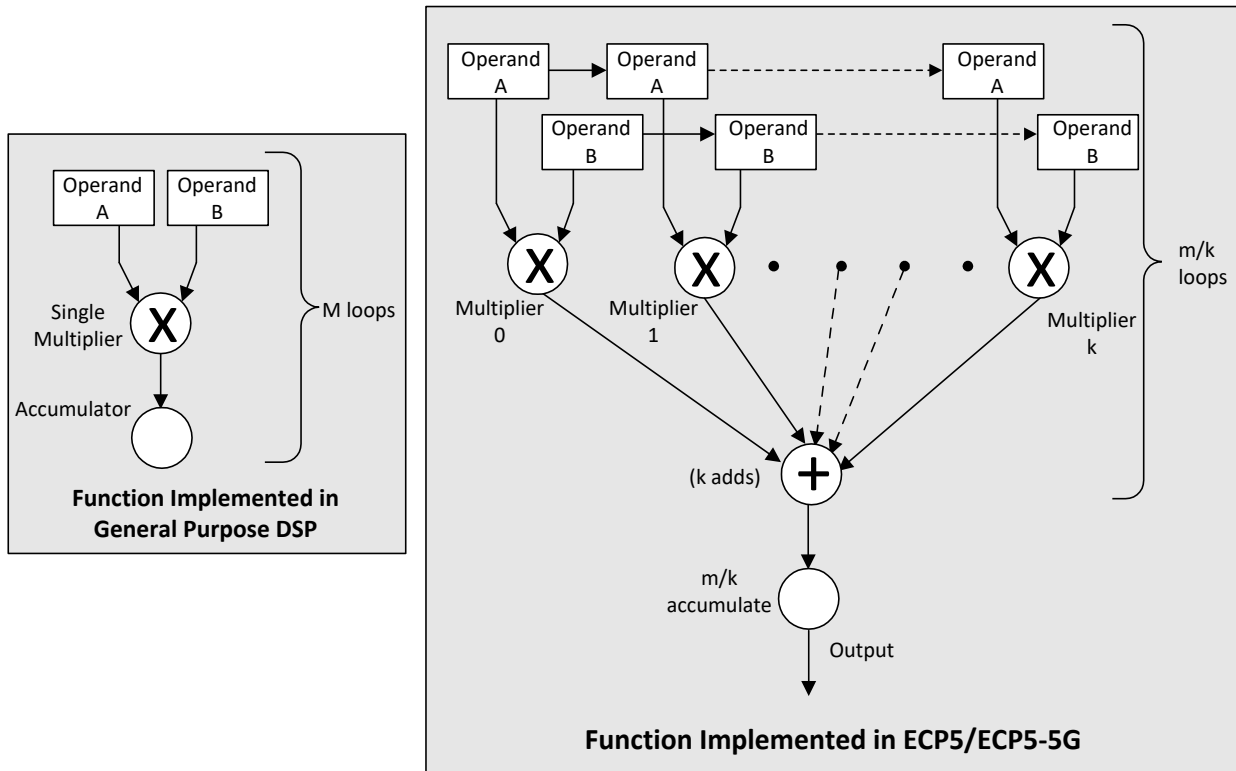 Operand
A
Operand
B
Single
Multiplier
X
M loops
Accumulator
Function Implemented in
General Purpose DSP
Operand
A
Operand
A
Operand
A
Operand
B
Operand
B
Operand
B
X
X
X
m/k
loops
Multiplier
0
Multiplier
1
Multiplier
k
(k adds)
+
m/k
accumulate
Output
Function Implemented in ECP5/ECP5-5G